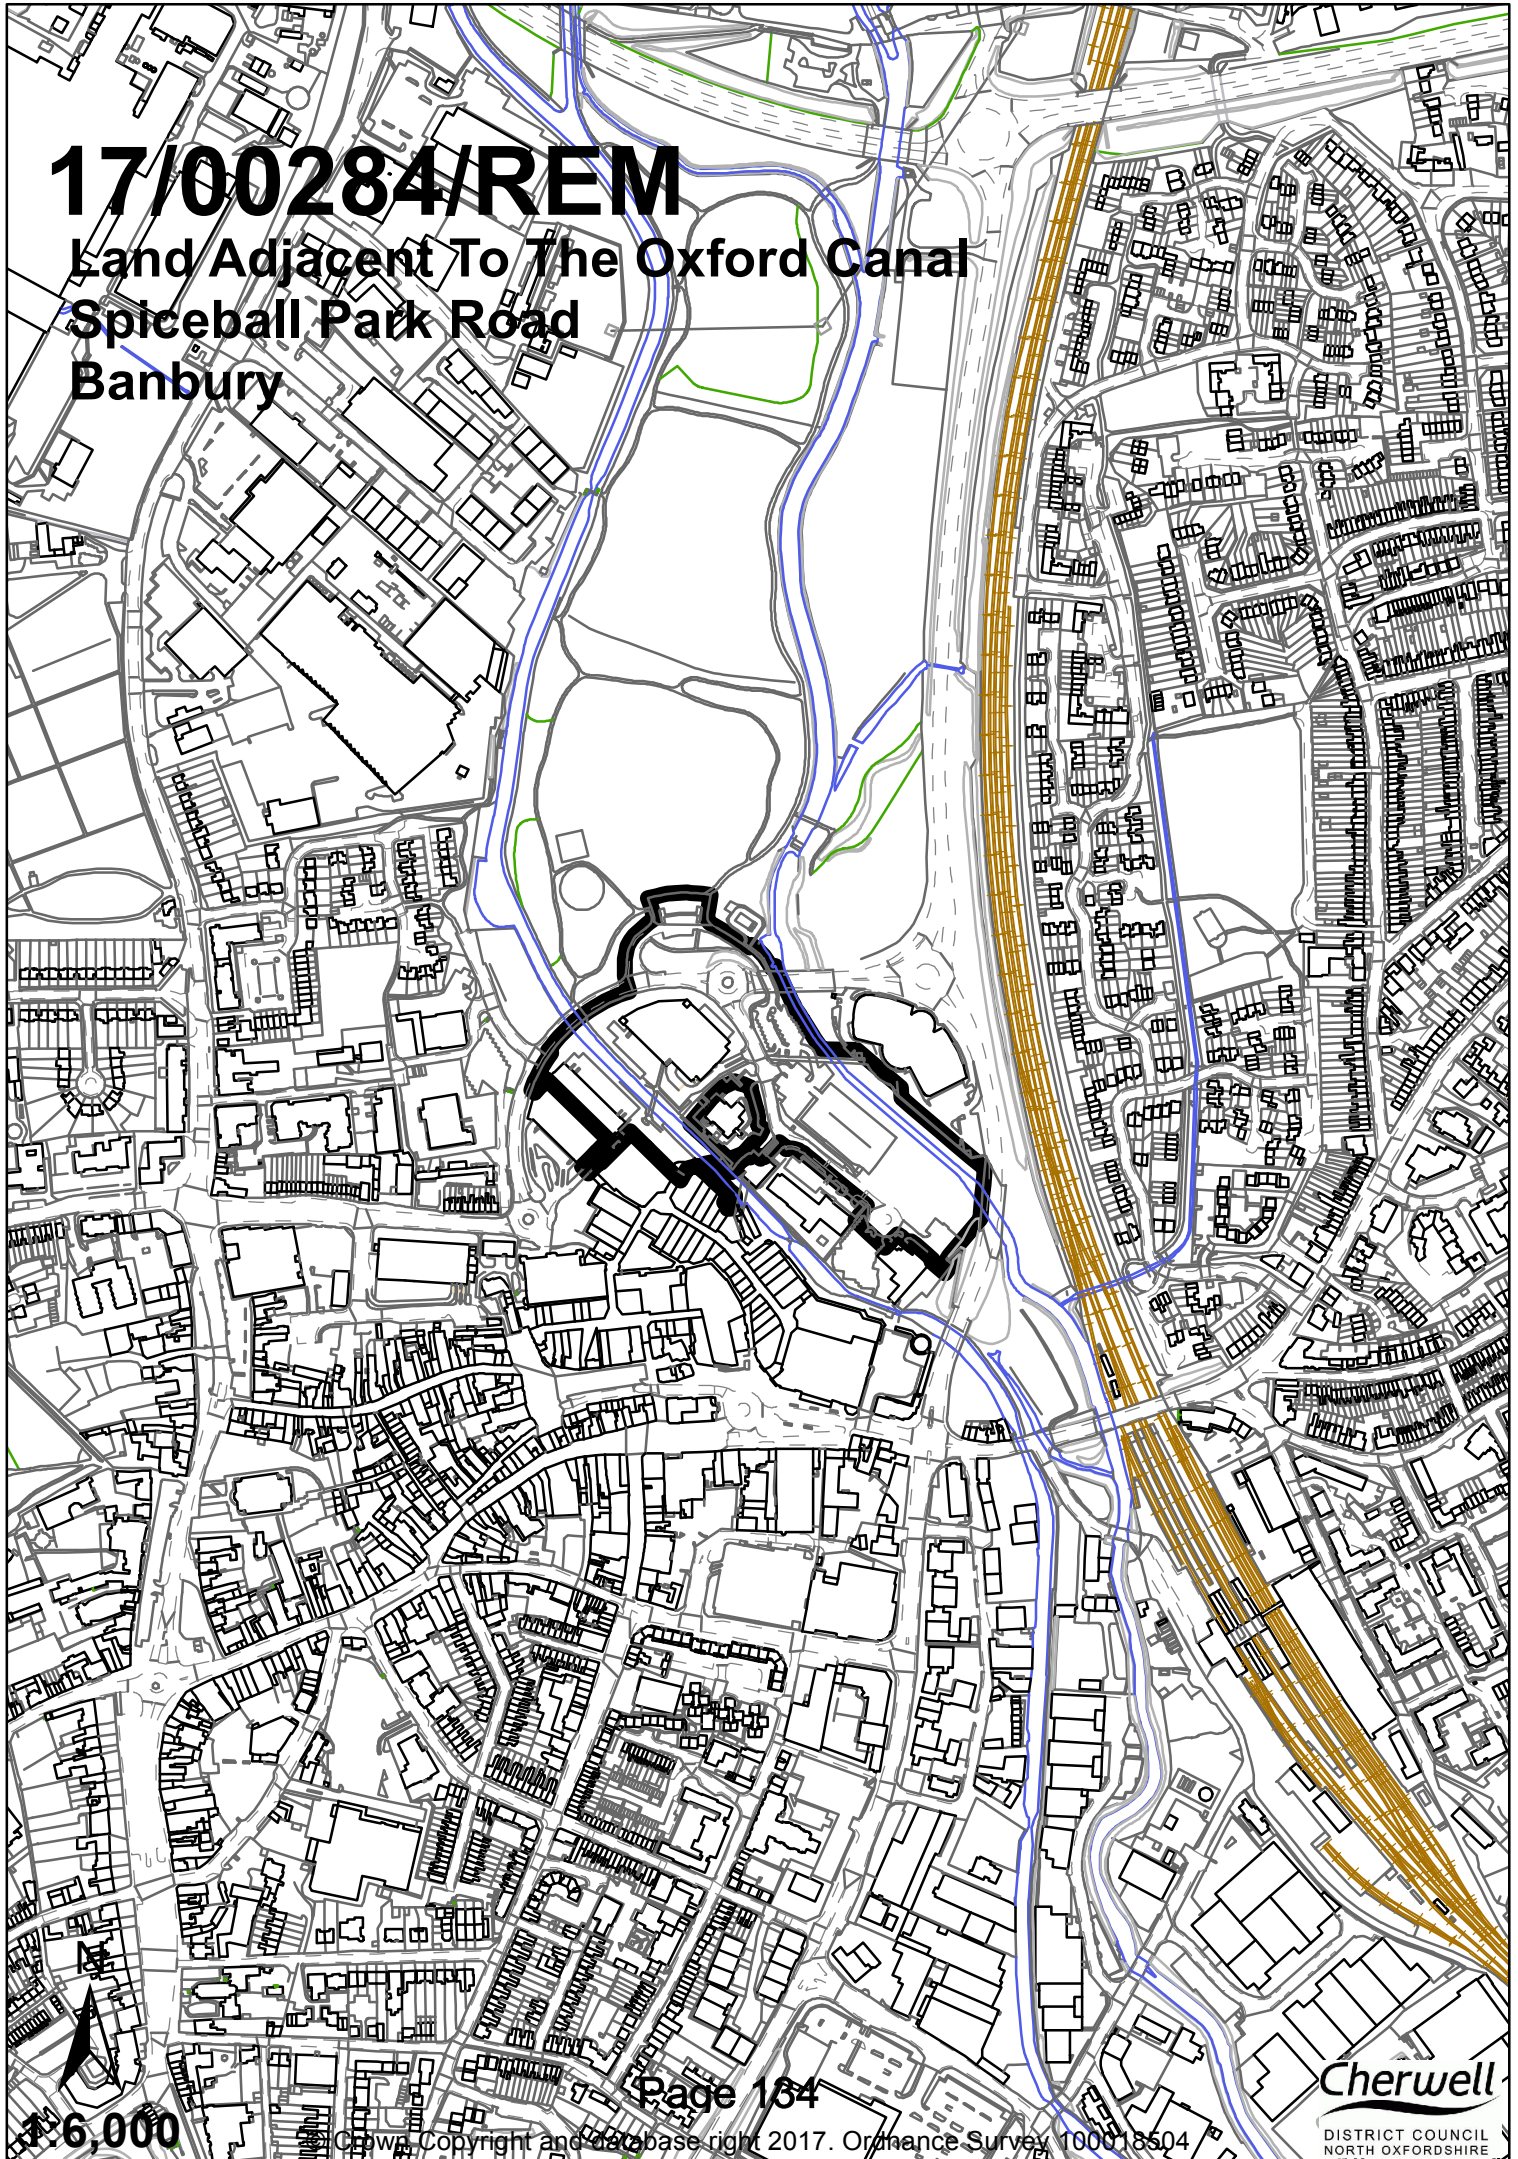 17/00284/REM
Land Adjacent To The Oxford Canal
Spiceball Park Road
Banbury
N
1:6,000
Page 134
© Crown Copyright and database right 2017. Ordnance Survey 100018504
Cherwell
DISTRICT COUNCIL
NORTH OXFORDSHIRE